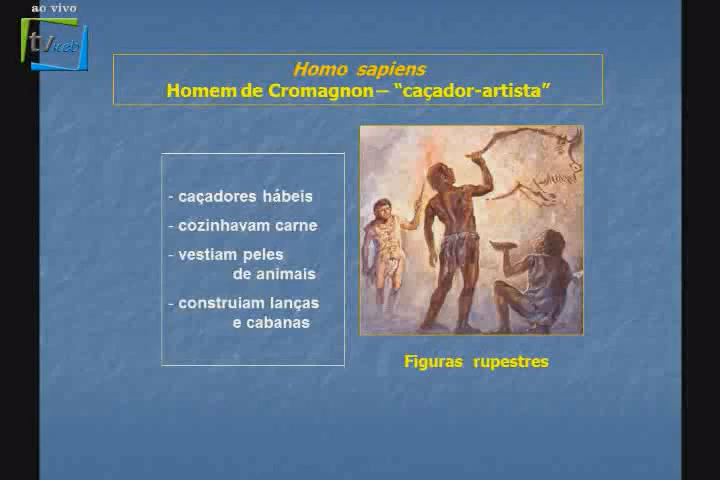 ao vivo
tv web
Homo sapiens
Homem de Cromagnon – “caçador-artista”
- caçadores hábeis
- cozinhavam carne
- vestiam peles
de animais
- construiam lanças
e cabanas
Figuras rupestres